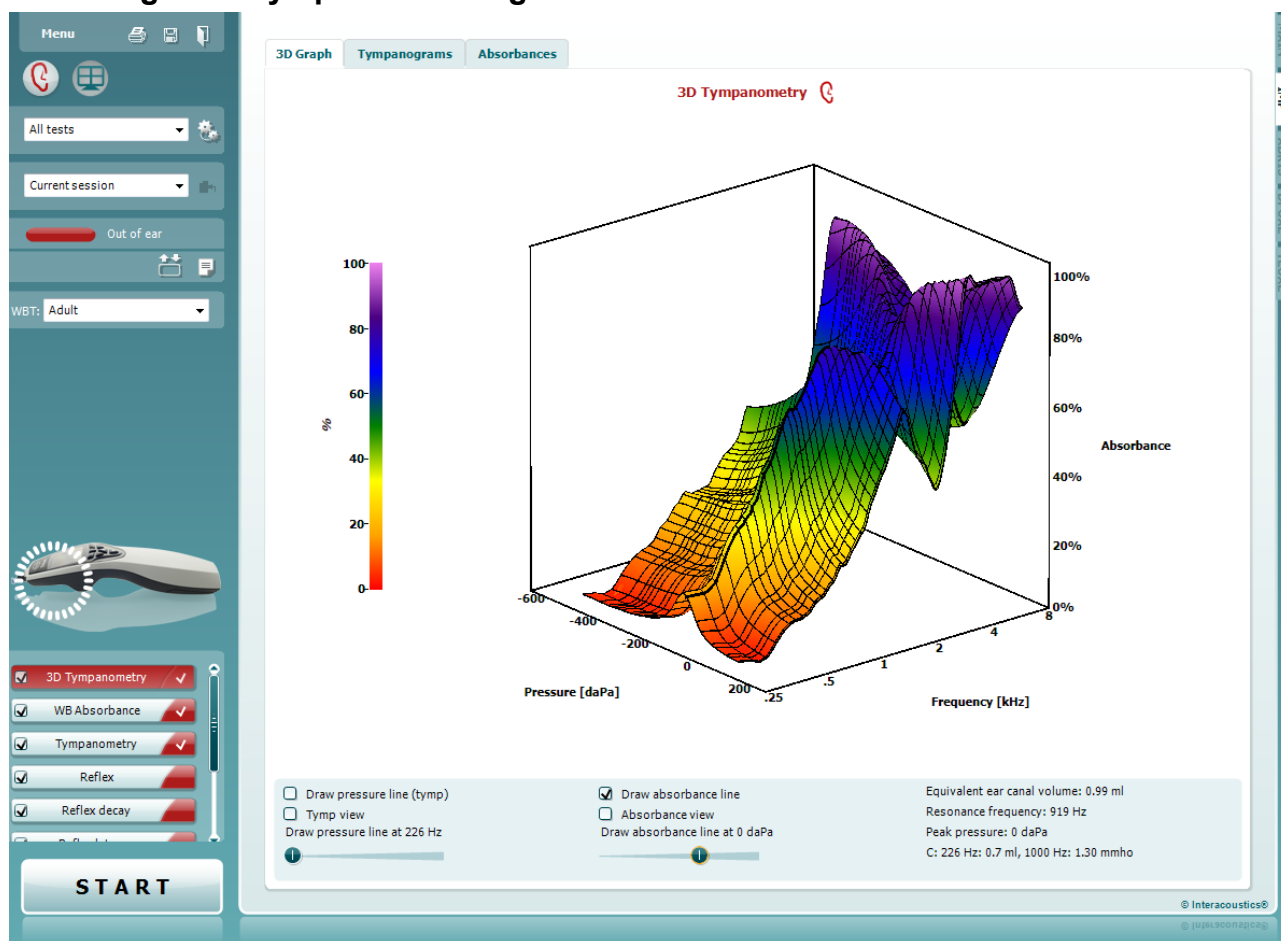 Menu
3D Graph Tympanograms Absorbances
3D Tympanometry
All tests
Current session
Out of ear
WBT: Adult
100
80
60
40
20
0
%
100%
80%
60%
40%
20%
0%
Absorbance
-600
-400
-200
0
200
Pressure [daPa]
.25
.5
1
2
4
8
Frequency [kHz]
3D Tympanometry
WB Absorbance
Tympanometry
Reflex
Reflex decay
START
Draw pressure line (tymp)
Tymp view
Draw pressure line at 226 Hz
Draw absorbance line
Absorbance view
Draw absorbance line at 0 daPa
Equivalent ear canal volume: 0.99 ml
Resonance frequency: 919 Hz
Peak pressure: 0 daPa
C: 226 Hz: 0.7 ml, 1000 Hz: 1.30 mmho
© Interacoustics®